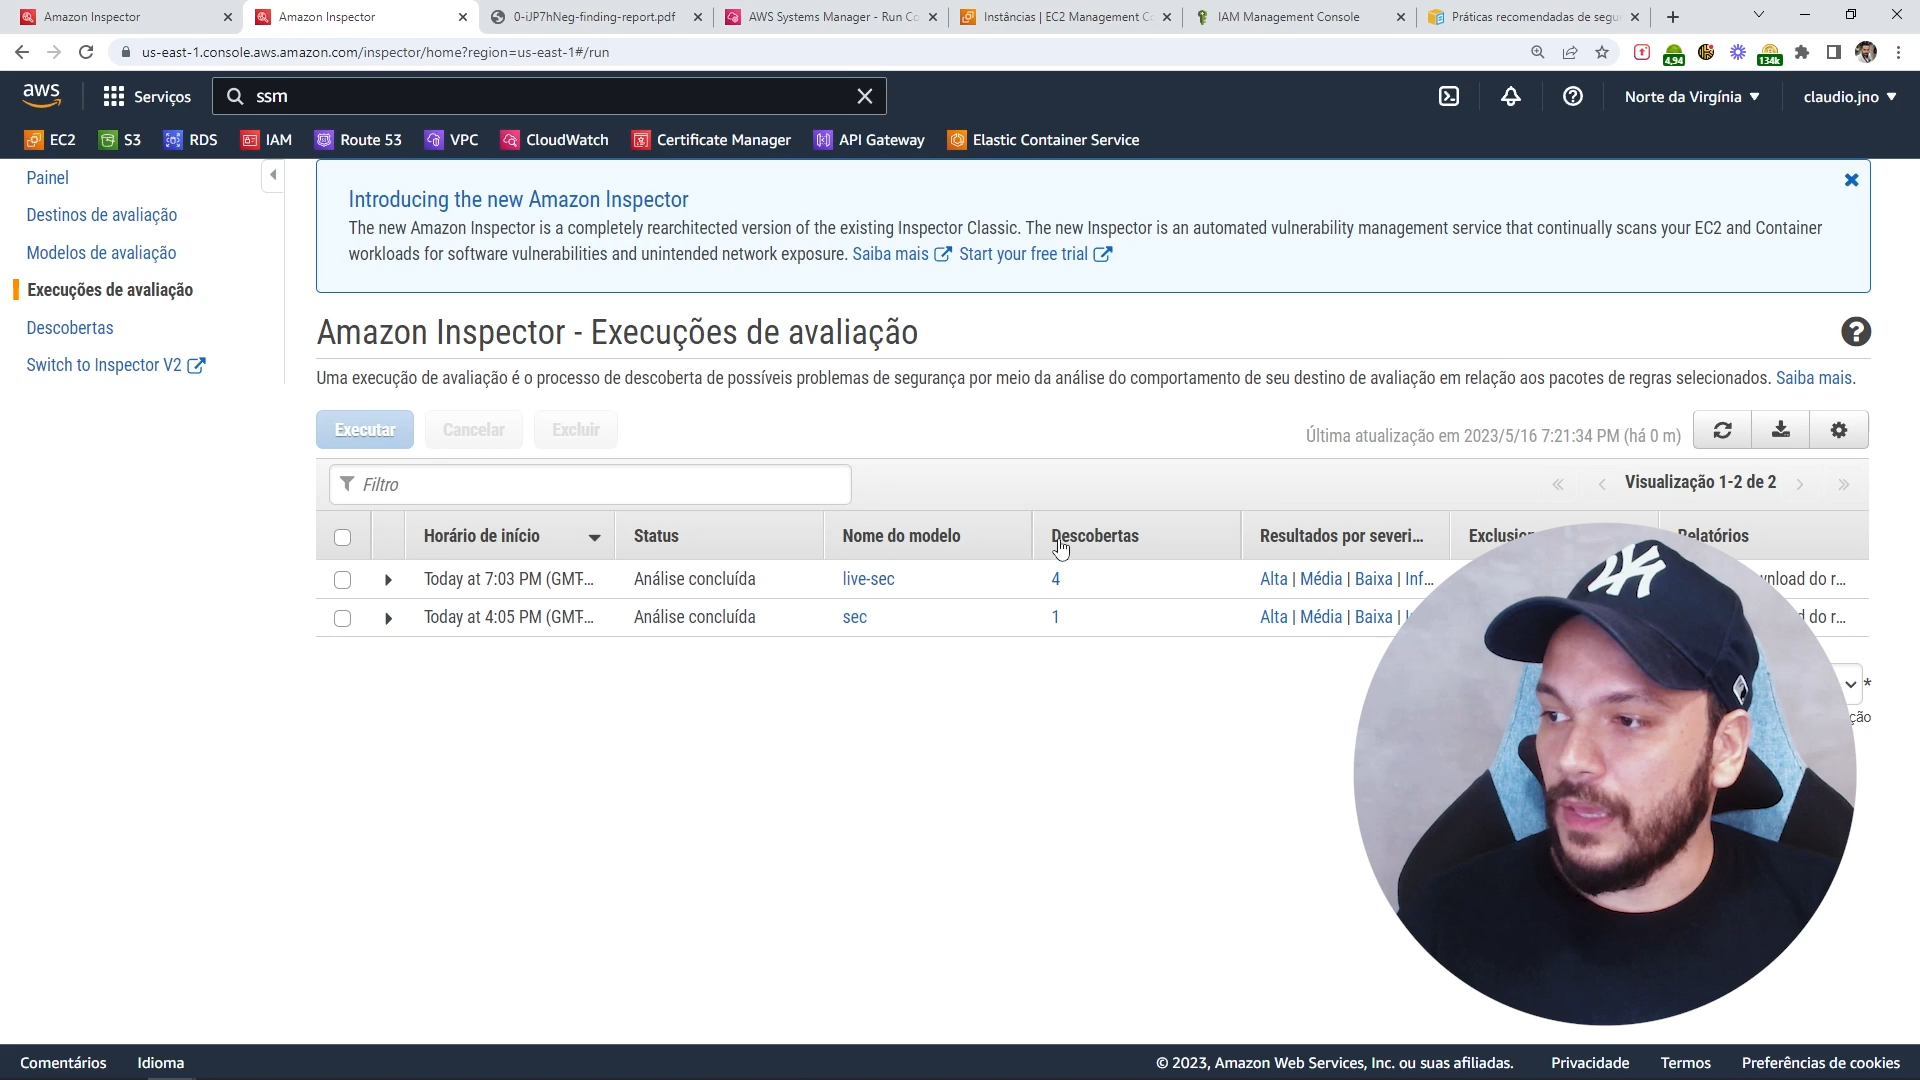 Amazon Inspector
Amazon Inspector
0-iJP7hNeg-finding-report.pdf
AWS Systems Manager - Run Co
Instâncias | EC2 Management Co
IAM Management Console
Práticas recomendadas de segu
us-east-1.console.aws.amazon.com/inspector/home?region=us-east-1#/run
4,94
134k
aws
Serviços
ssm
Norte da Virgínia
claudio.jno
EC2
S3
RDS
IAM
Route 53
VPC
CloudWatch
Certificate Manager
API Gateway
Elastic Container Service
Painel
Destinos de avaliação
Modelos de avaliação
Execuções de avaliação
Descobertas
Switch to Inspector V2
Introducing the new Amazon Inspector
The new Amazon Inspector is a completely rearchitected version of the existing Inspector Classic. The new Inspector is an automated vulnerability management service that continually scans your EC2 and Container
workloads for software vulnerabilities and unintended network exposure. Saiba mais Start your free trial
Amazon Inspector - Execuções de avaliação
Uma execução de avaliação é o processo de descoberta de possíveis problemas de segurança por meio da análise do comportamento de seu destino de avaliação em relação aos pacotes de regras selecionados. Saiba mais.
Executar
Cancelar
Excluir
Última atualização em 2023/5/16 7:21:34 PM (há 0 m)
Filtro
Visualização 1-2 de 2
Horário de início Status Nome do modelo Descobertas Resultados por severi... Relatórios
Today at 7:03 PM (GMT-... Análise concluída live-sec 4 Alta | Média | Baixa | Inf... do r...
Today at 4:05 PM (GMT-... Análise concluída sec 1 Alta | Média | Baixa | do r...
*
Comentários
Idioma
© 2023, Amazon Web Services, Inc. ou suas afiliadas.
Privacidade
Termos
Preferências de cookies